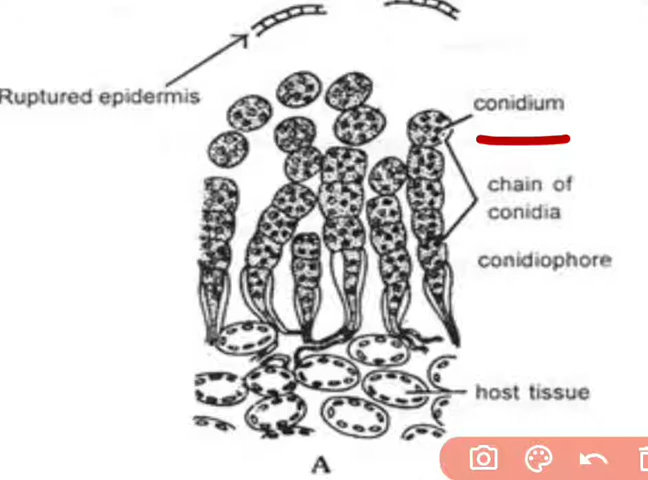 Ruptured epidermis
conidium
chain of
conidia
conidiophore
host tissue
A